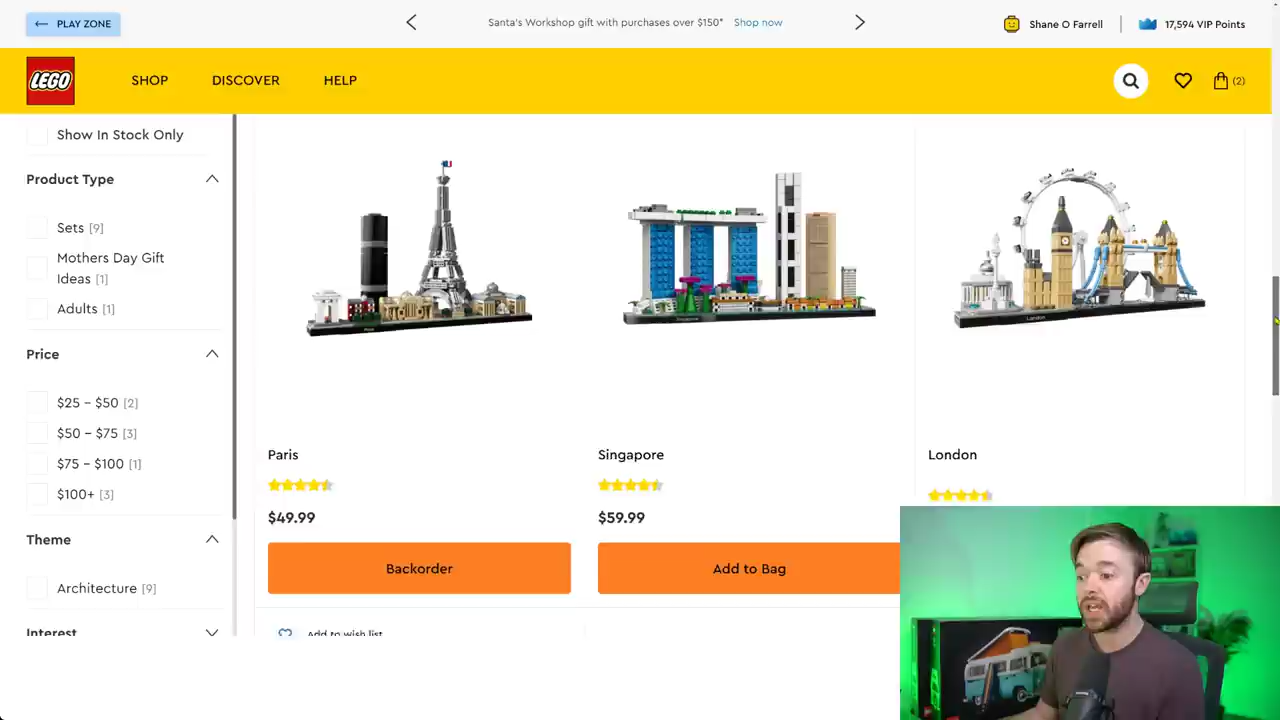 PLAY ZONE
Santa's Workshop gift with purchases over $150* Shop now
Shane O Farrell
17,594 VIP Points
LEGO
SHOP
DISCOVER
HELP
(2)
Show In Stock Only
Product Type
Sets [9]
Mothers Day Gift
Ideas [1]
Adults [1]
Price
$25 – $50 [2]
$50 – $75 [3]
$75 – $100 [1]
$100+ [3]
Theme
Architecture [9]
Interest
Paris
Singapore
London
Paris
Singapore
London
$49.99
$59.99
Backorder
Add to Bag
Add to wish list